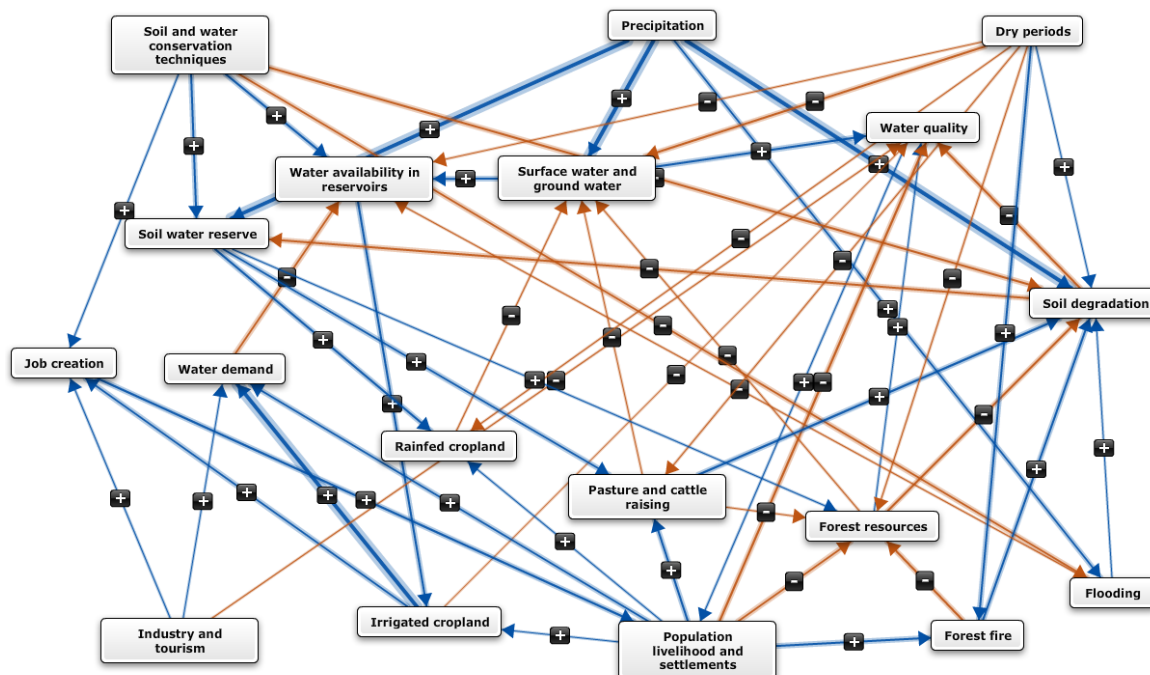 Soil and water
conservation
techniques
Precipitation
Dry periods
Water quality
Water availability in
reservoirs
Surface water and
ground water
Soil water reserve
Soil degradation
Job creation
Water demand
Rainfed cropland
Pasture and cattle
raising
Forest resources
Flooding
Industry and
tourism
Irrigated cropland
Population
livelihood and
settlements
Forest fire